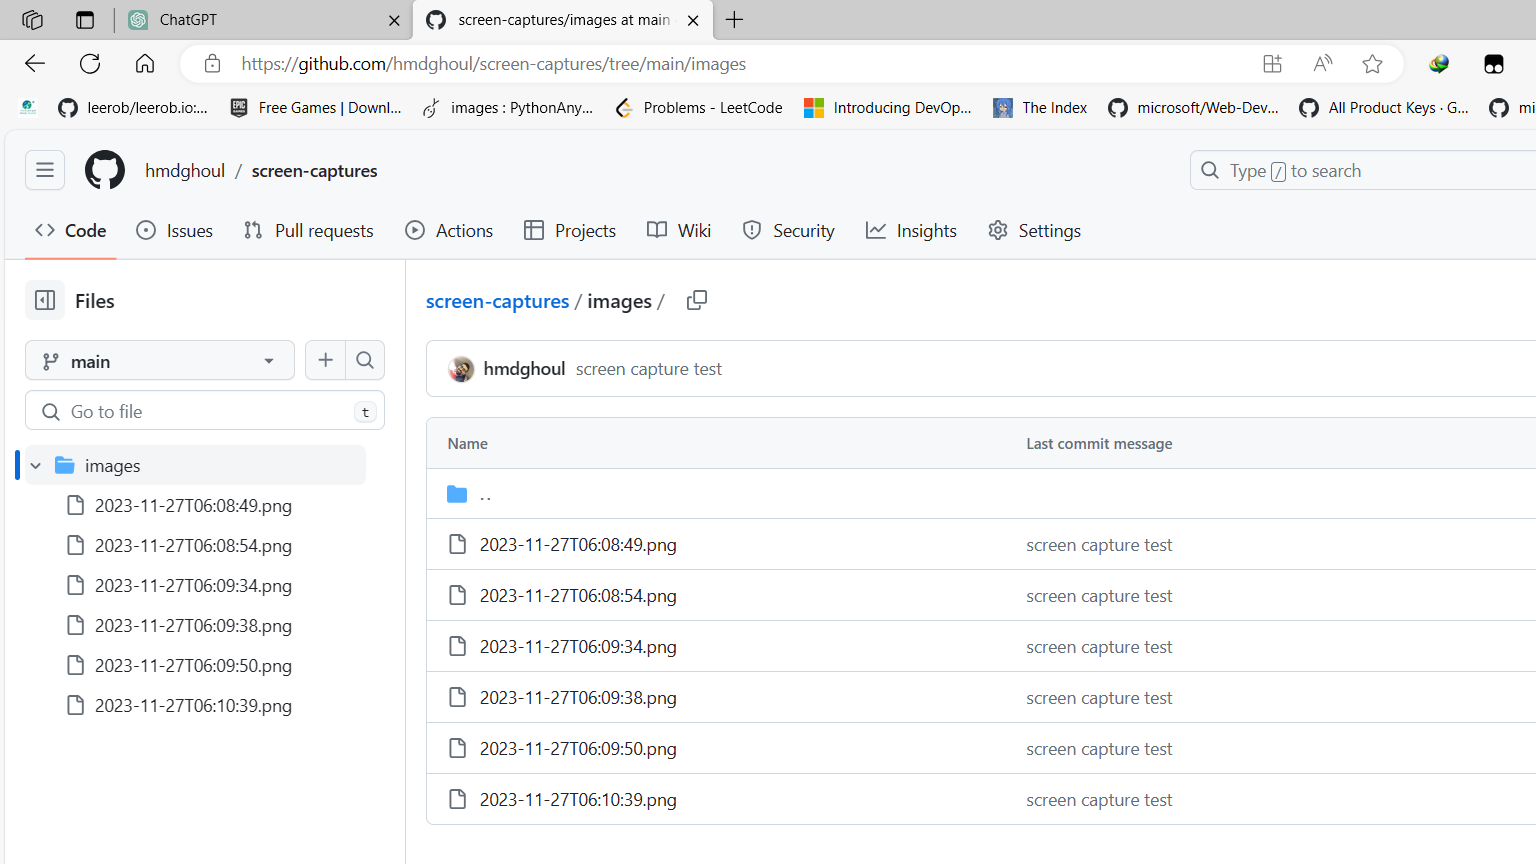 ChatGPT
screen-captures/images at main
https://github.com/hmdghoul/screen-captures/tree/main/images
leerob/leerob.io:...
EPIC GAMES
Free Games | Downl...
images : PythonAny...
Problems - LeetCode
Introducing DevOp...
The Index
microsoft/Web-Dev...
All Product Keys · G...
mi
hmdghoul / screen-captures
Type / to search
Code
Issues
Pull requests
Actions
Projects
Wiki
Security
Insights
Settings
Files
main
Go to file
t
images
2023-11-27T06:08:49.png
2023-11-27T06:08:54.png
2023-11-27T06:09:34.png
2023-11-27T06:09:38.png
2023-11-27T06:09:50.png
2023-11-27T06:10:39.png
screen-captures / images /
hmdghoul screen capture test
Name Last commit message
..
2023-11-27T06:08:49.png screen capture test
2023-11-27T06:08:54.png screen capture test
2023-11-27T06:09:34.png screen capture test
2023-11-27T06:09:38.png screen capture test
2023-11-27T06:09:50.png screen capture test
2023-11-27T06:10:39.png screen capture test